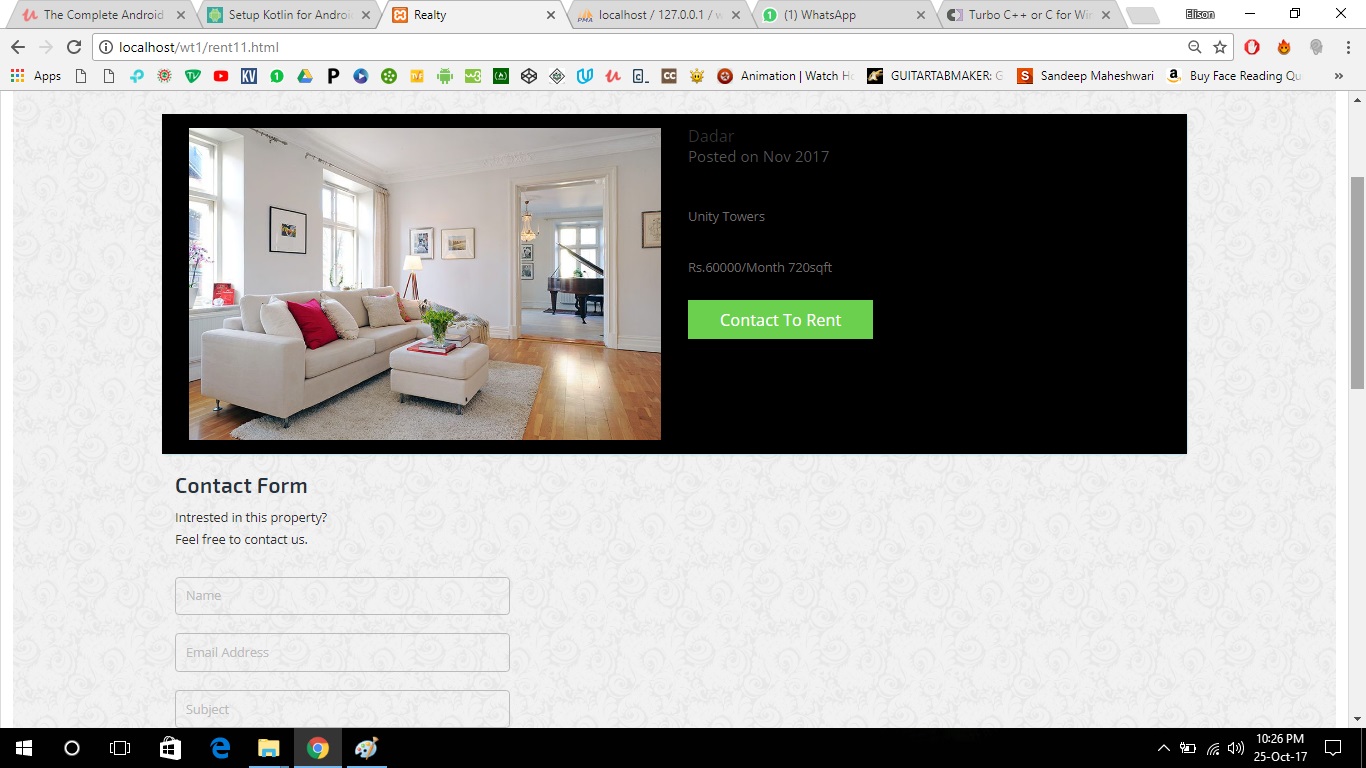 The Complete Android
Setup Kotlin for Androi
Realty
localhost / 127.0.0.1 / w
(1) WhatsApp
Turbo C++ or C for Win
Elison
localhost/wt1/rent11.html
Apps
Animation | Watch Ho
GUITARTABMAKER: G
Sandeep Maheshwari
Buy Face Reading Qu
Dadar
Posted on Nov 2017
Unity Towers
Rs.60000/Month 720sqft
Contact To Rent
Contact Form
Intrested in this property?
Feel free to contact us.
Name
Email Address
Subject
10:26 PM
25-Oct-17